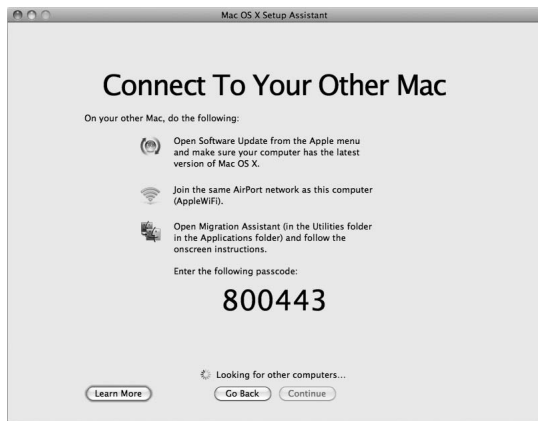 Mac OS X Setup Assistant
Connect To Your Other Mac
On your other Mac, do the following:
Open Software Update from the Apple menu
and make sure your computer has the latest
version of Mac OS X.
Join the same AirPort network as this computer
(AppleWiFi).
Open Migration Assistant (in the Utilities folder
in the Applications folder) and follow the
onscreen instructions.
Enter the following passcode:
800443
Looking for other computers...
Learn More
Go Back
Continue